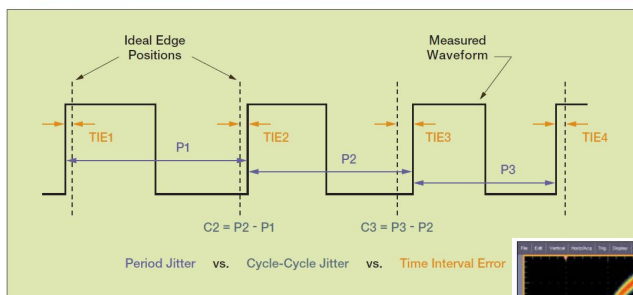 Ideal Edge
Positions
Measured
Waveform
TIE1
TIE2
TIE3
TIE4
P1
P2
P3
C2 = P2 - P1
C3 = P3 - P2
Period Jitter vs. Cycle-Cycle Jitter vs. Time Interval Error
File Edit Vertical Horiz/Acq Trig Display